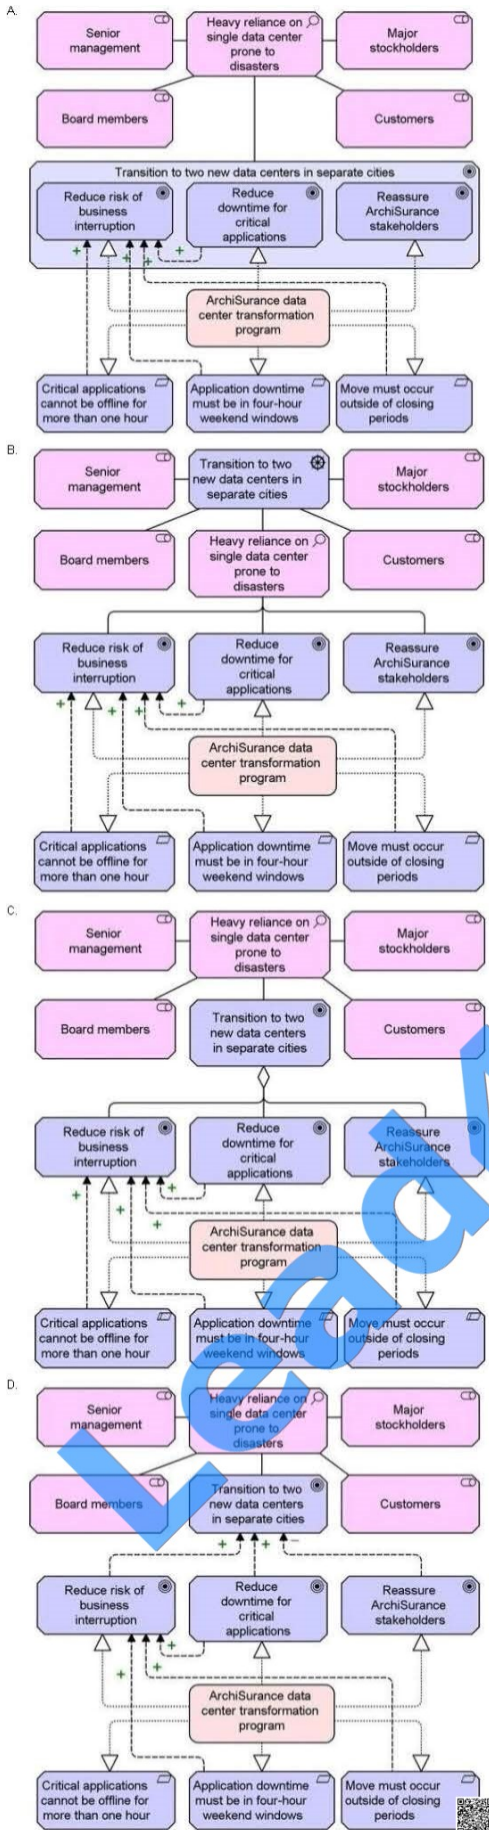 A.
Senior
management
Heavy reliance on
single data center
prone to
disasters
Major
stockholders
Board members
Customers
Transition to two new data centers in separate cities
Reduce risk of
business
interruption
Reduce
downtime for
critical
applications
Reassure
ArchiSurance
stakeholders
+
+
+
+
ArchiSurance data
center transformation
program
Critical applications
cannot be offline for
more than one hour
Application downtime
must be in four-hour
weekend windows
Move must occur
outside of closing
periods
B.
Senior
management
Transition to two
new data centers in
separate cities
Major
stockholders
Board members
Heavy reliance on
single data center
prone to
disasters
Customers
Reduce risk of
business
interruption
Reduce
downtime for
critical
applications
Reassure
ArchiSurance
stakeholders
+
+
+
+
ArchiSurance data
center transformation
program
Critical applications
cannot be offline for
more than one hour
Application downtime
must be in four-hour
weekend windows
Move must occur
outside of closing
periods
C.
Senior
management
Heavy reliance on
single data center
prone to
disasters
Major
stockholders
Board members
Transition to two
new data centers
in separate cities
Customers
Reduce risk of
business
interruption
Reduce
downtime for
critical
applications
Reassure
ArchiSurance
stakeholders
+
+
+
+
ArchiSurance data
center transformation
program
Critical applications
cannot be offline for
more than one hour
Application downtime
must be in four-hour
weekend windows
Move must occur
outside of closing
periods
D.
Senior
management
Heavy reliance on
single data center
prone to
disasters
Major
stockholders
Board members
Transition to two
new data centers
in separate cities
Customers
+
+
−
Reduce risk of
business
interruption
Reduce
downtime for
critical
applications
Reassure
ArchiSurance
stakeholders
+
+
+
ArchiSurance data
center transformation
program
Critical applications
cannot be offline for
more than one hour
Application downtime
must be in four-hour
weekend windows
Move must occur
outside of closing
periods